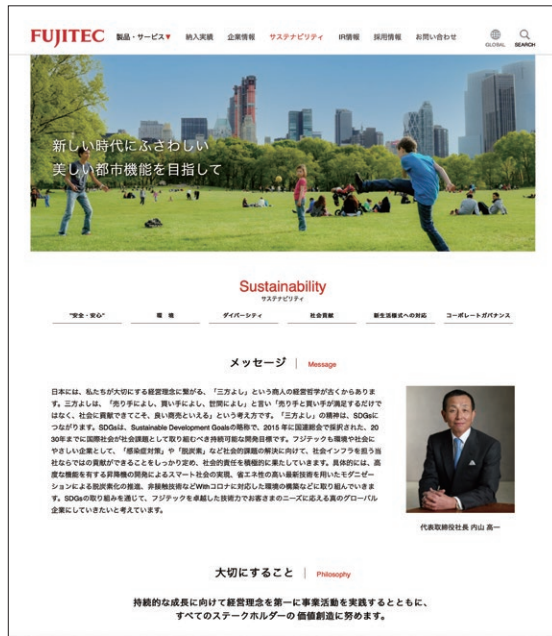 FUJITEC 製品・サービス▼ 納入実績 企業情報 サステナビリティ IR情報 採用情報 お問い合わせ GLOBAL SEARCH
新しい時代にふさわしい
美しい都市機能を目指して
Sustainability
サステナビリティ
"安全・安心" 環 境 ダイバーシティ 社会貢献 新生活様式への対応 コーポレートガバナンス
メッセージ | Message
日本には、私たちが大切にする経営理念に繋がる、「三方よし」という商人の経営哲学が古くからありま
す。三方よしは、「売り手によし、買い手によし、世間によし」と言い「売り手と買い手が満足するだけで
はなく、社会に貢献できてこそ、良い商売といえる」という考え方です。「三方よし」の精神は、SDGsに
つながります。SDGsは、Sustainable Development Goalsの略称で、2015 年に国連総会で採択された、20
30年までに国際社会が社会課題として取り組むべき持続可能な開発目標です。フジテックも環境や社会に
やさしい企業として、「感染症対策」や「脱炭素」など社会的課題の解決に向けて、社会インフラを担う当
社ならではの貢献ができることをしっかり定め、社会的責任を積極的に果たしていきます。具体的には、高
度な機能を有する昇降機の開発によるスマート社会の実現、省エネ性の高い最新技術を用いたモダニゼー
ションによる脱炭素化の推進、非接触技術などWithコロナに対応した環境の構築などに取り組んでいきま
す。SDGsの取り組みを通じて、フジテックを卓越した技術力でお客さまのニーズに応える真のグローバル
企業にしていきたいと考えています。
代表取締役社長 内山 高一
大切にすること | Philosophy
持続的な成長に向けて経営理念を第一に事業活動を実践するとともに、
すべてのステークホルダーの価値創造に努めます。